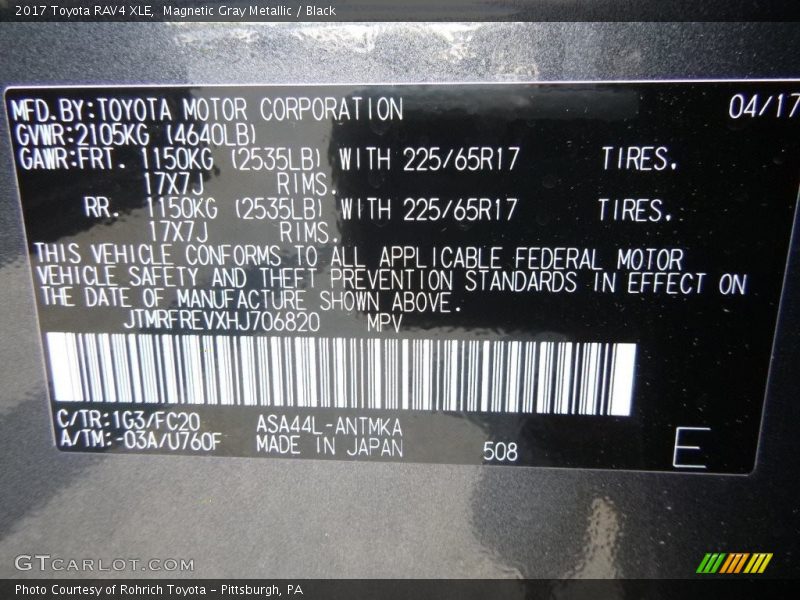 2017 Toyota RAV4 XLE,  Magnetic Gray Metallic / Black
MFD.BY:TOYOTA MOTOR CORPORATION 04/17
GVWR:2105KG (4640LB)
GAWR:FRT. 1150KG (2535LB) WITH 225/65R17 TIRES.
17X7J RIMS.
RR. 1150KG (2535LB) WITH 225/65R17 TIRES.
17X7J RIMS.
THIS VEHICLE CONFORMS TO ALL APPLICABLE FEDERAL MOTOR
VEHICLE SAFETY AND THEFT PREVENTION STANDARDS IN EFFECT ON
THE DATE OF MANUFACTURE SHOWN ABOVE.
JTMRFREVXHJ706820 MPV
C/TR:1G3/FC20 ASA44L-ANTMKA
A/TM:-03A/U760F MADE IN JAPAN 508 E
GTCARLOT.COM
Photo Courtesy of Rohrich Toyota - Pittsburgh, PA